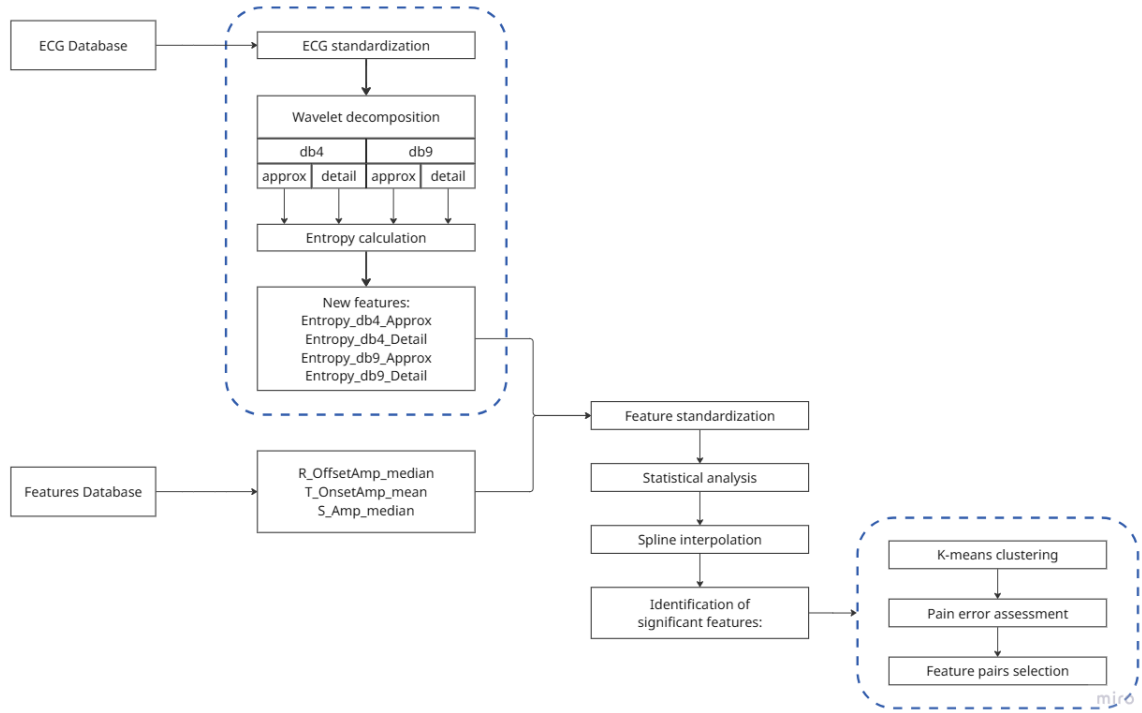 ECG Database
ECG standardization
Wavelet decomposition
db4 db9
approx detail approx detail
Entropy calculation
New features:
Entropy_db4_Approx
Entropy_db4_Detail
Entropy_db9_Approx
Entropy_db9_Detail
Features Database
R_OffsetAmp_median
T_OnsetAmp_mean
S_Amp_median
Feature standardization
Statistical analysis
Spline interpolation
Identification of
significant features:
K-means clustering
Pain error assessment
Feature pairs selection
miro